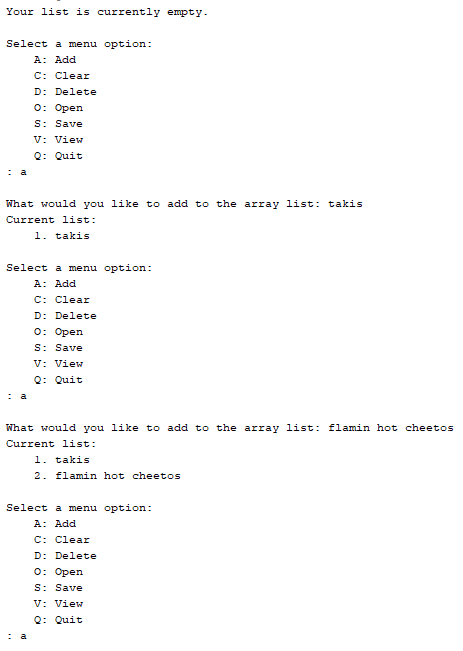 Your list is currently empty.
Select a menu option:
A: Add
C: Clear
D: Delete
O: Open
S: Save
V: View
Q: Quit
: a
What would you like to add to the array list: takis
Current list:
1. takis
Select a menu option:
A: Add
C: Clear
D: Delete
O: Open
S: Save
V: View
Q: Quit
: a
What would you like to add to the array list: flamin hot cheetos
Current list:
1. takis
2. flamin hot cheetos
Select a menu option:
A: Add
C: Clear
D: Delete
O: Open
S: Save
V: View
Q: Quit
: a